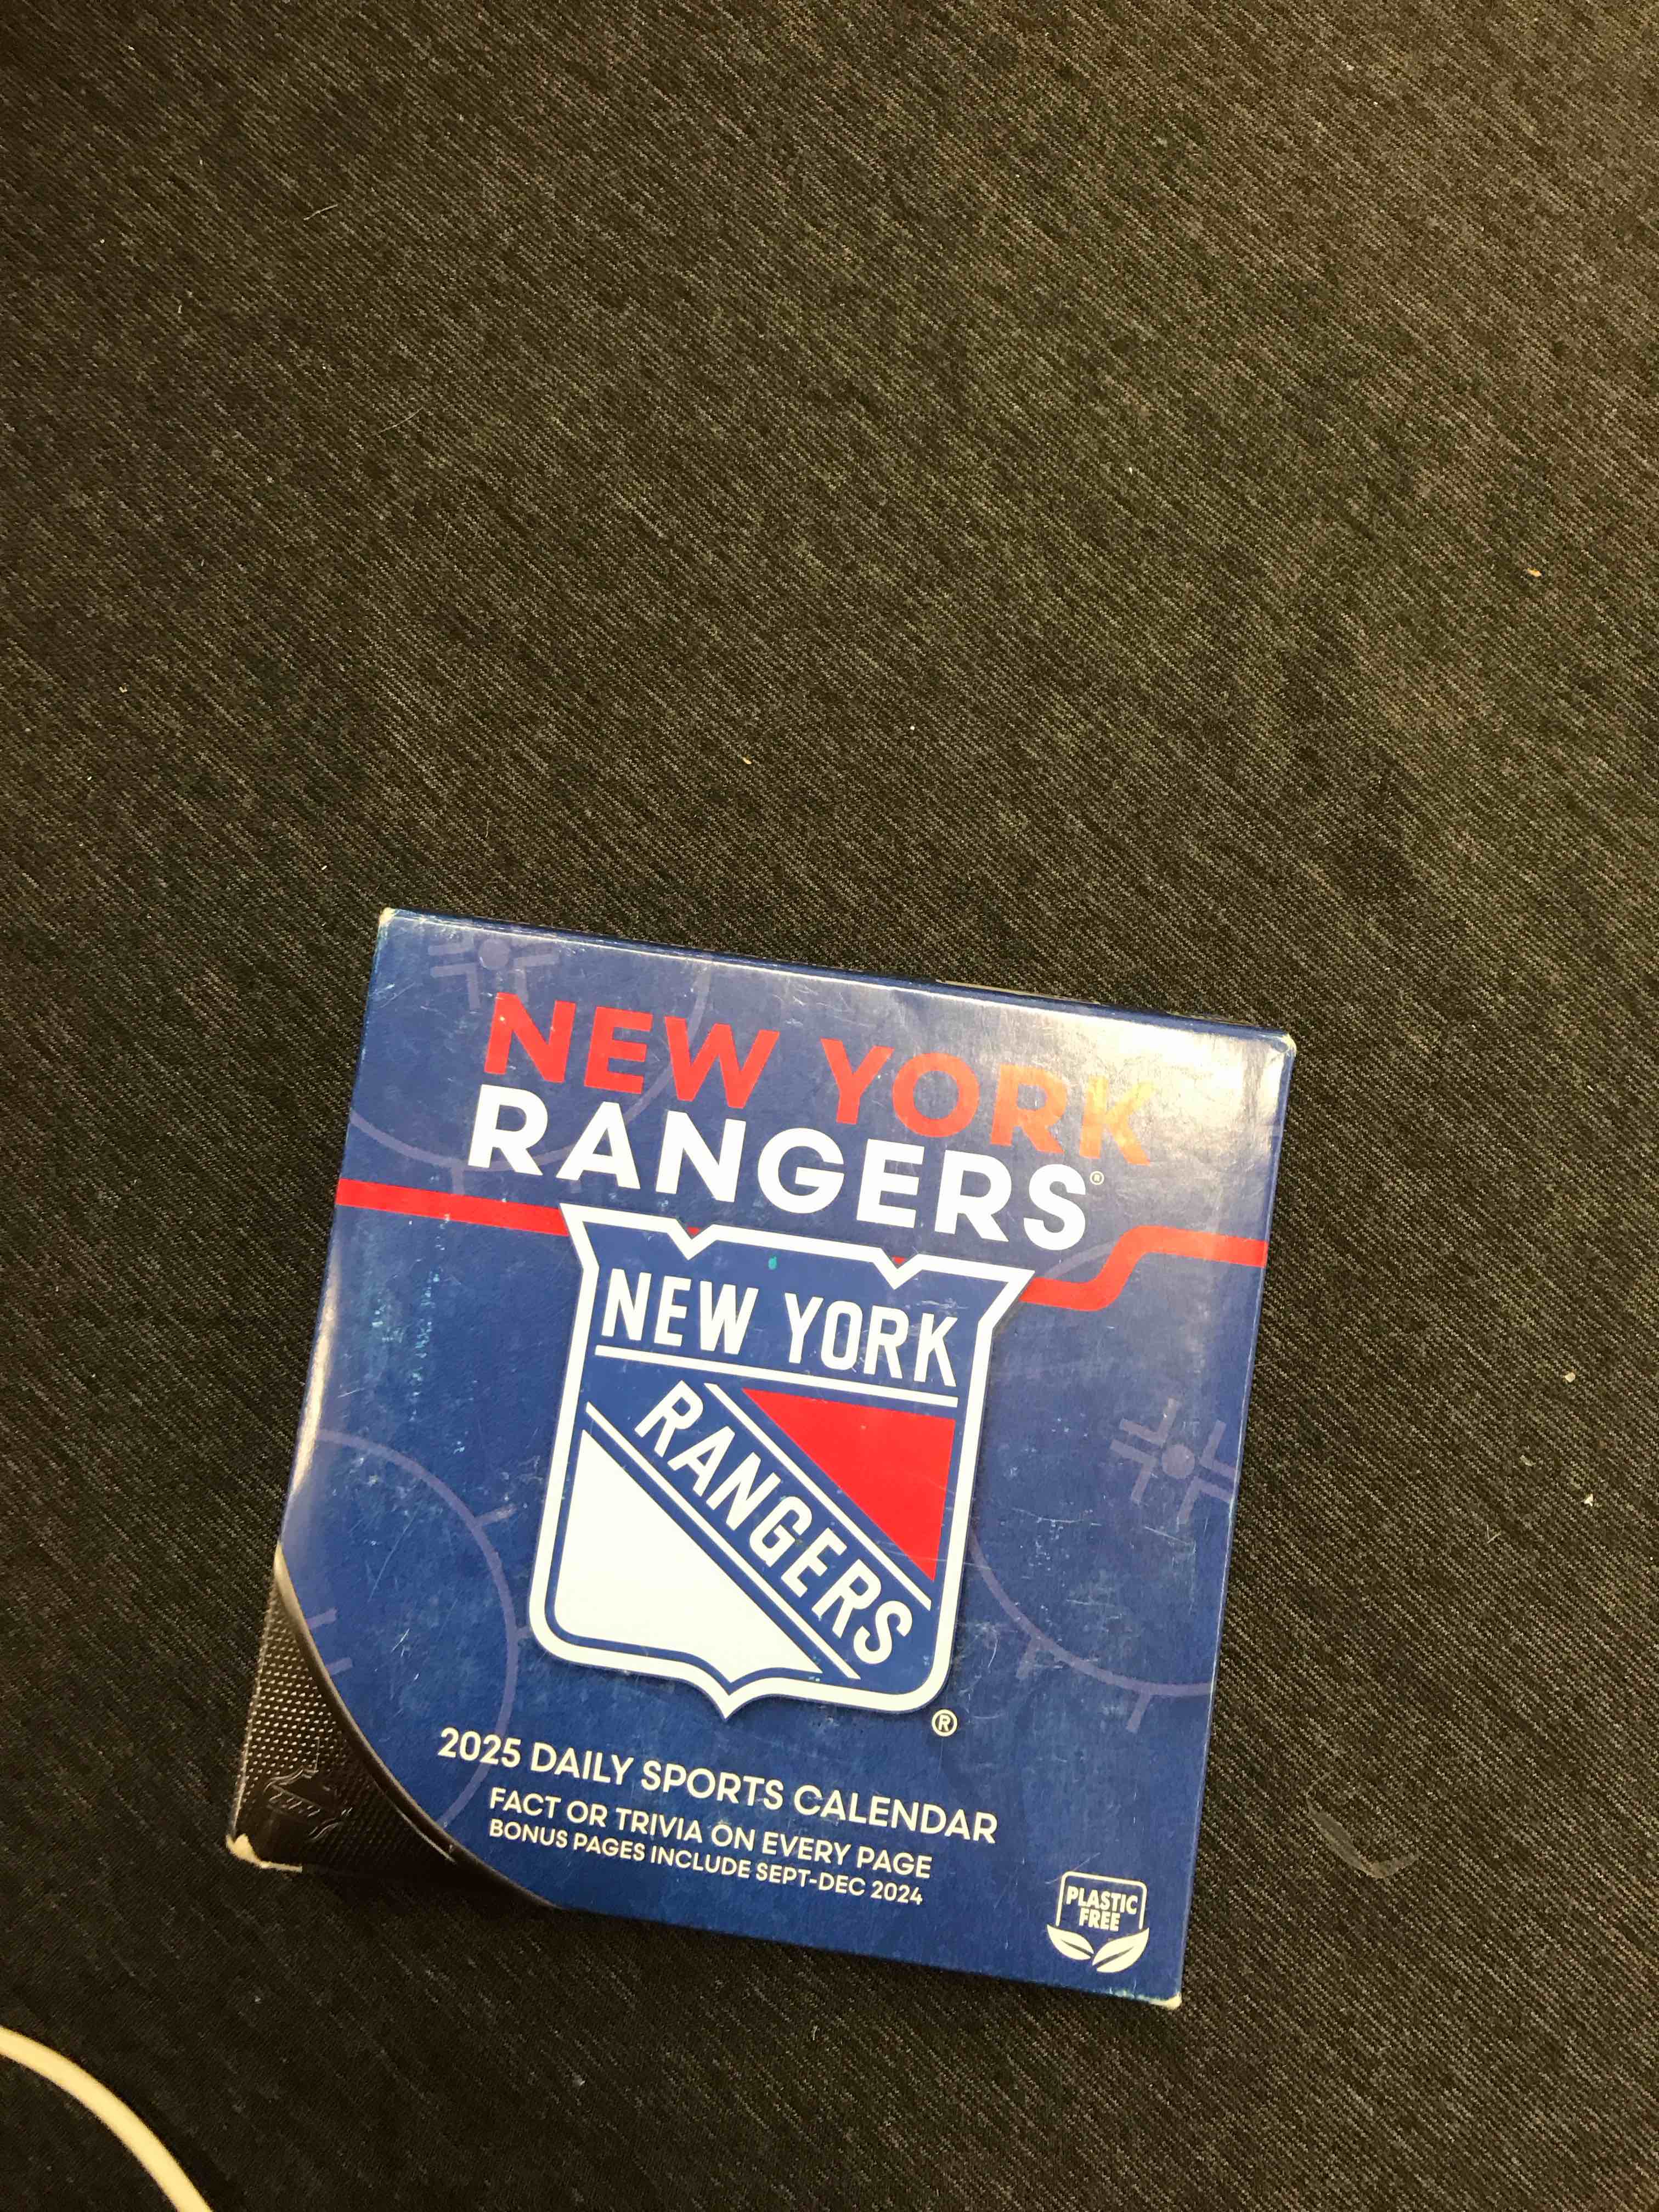 NEW YORK
RANGERS®
NEW YORK
RANGERS
®
2025 DAILY SPORTS CALENDAR
FACT OR TRIVIA ON EVERY PAGE
BONUS PAGES INCLUDE SEPT-DEC 2024
PLASTIC
FREE